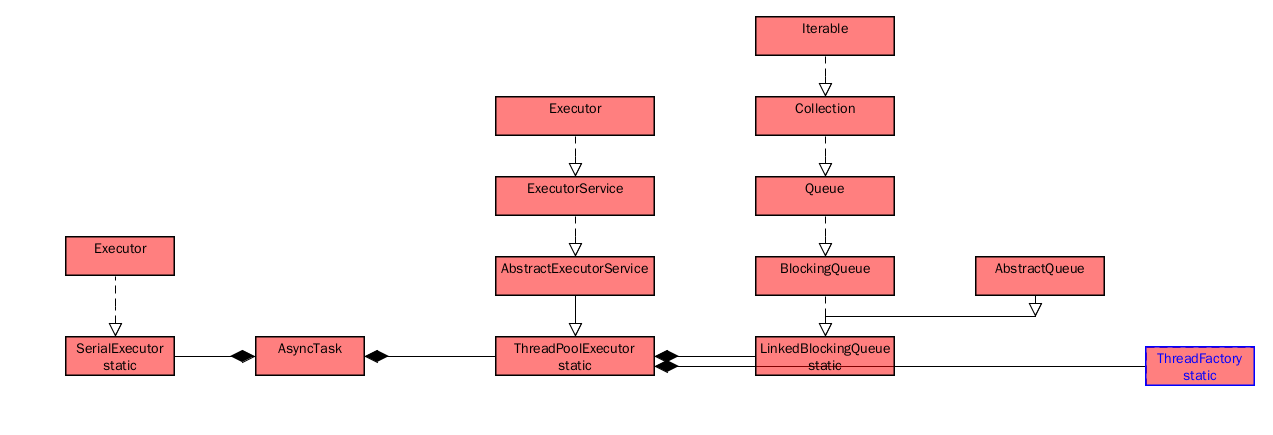 Iterable
Executor
Collection
ExecutorService
Queue
Executor
AbstractExecutorService
BlockingQueue
AbstractQueue
SerialExecutor
static
AsyncTask
ThreadPoolExecutor
static
LinkedBlockingQueue
static
ThreadFactory
static